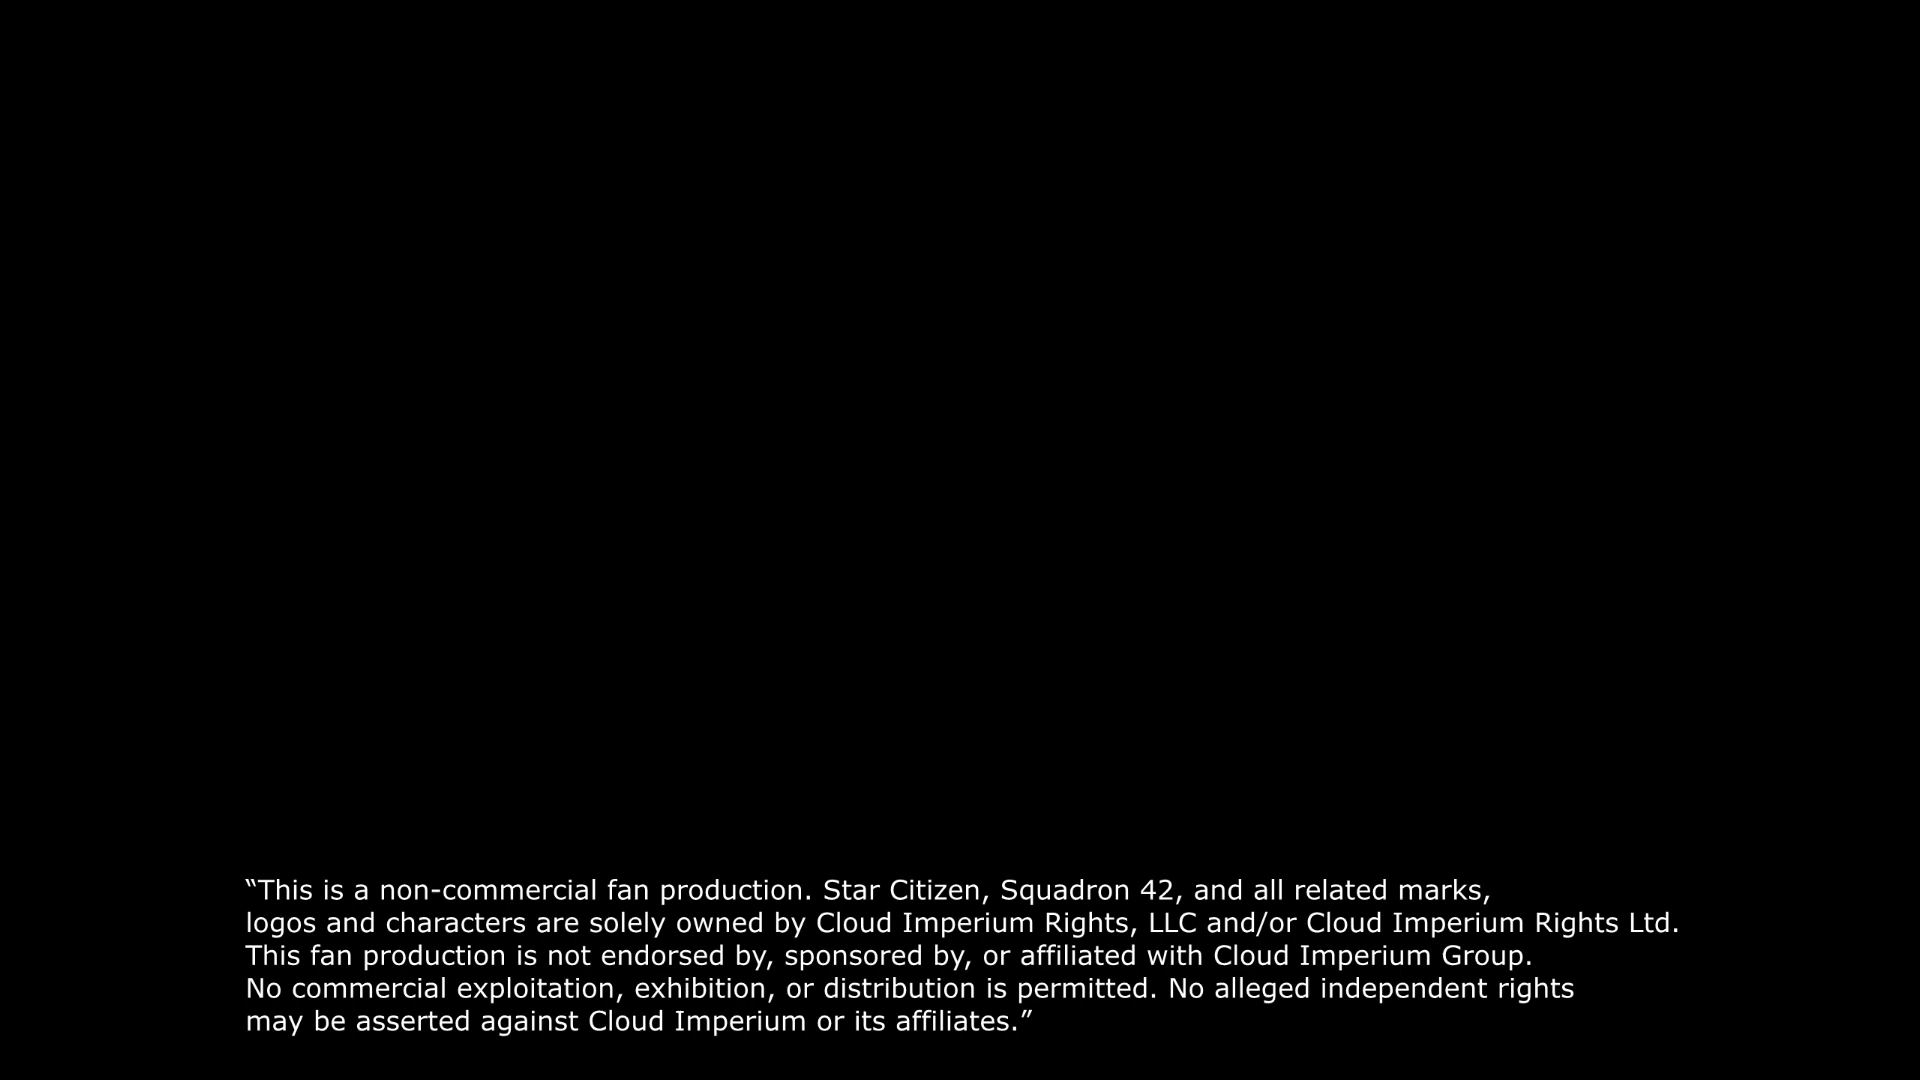 “This is a non-commercial fan production. Star Citizen, Squadron 42, and all related marks,
logos and characters are solely owned by Cloud Imperium Rights, LLC and/or Cloud Imperium Rights Ltd.
This fan production is not endorsed by, sponsored by, or affiliated with Cloud Imperium Group.
No commercial exploitation, exhibition, or distribution is permitted. No alleged independent rights
may be asserted against Cloud Imperium or its affiliates.”